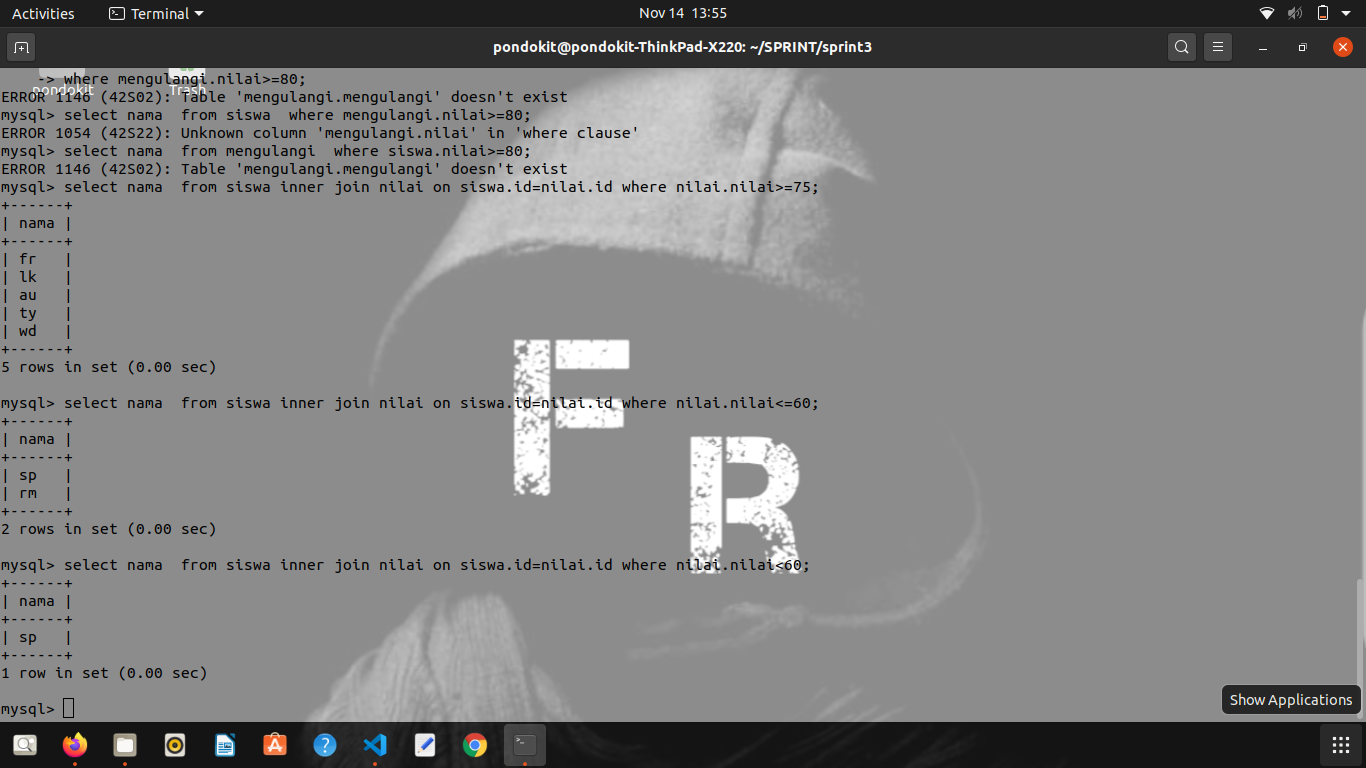 Activities Terminal Nov 14 13:55
pondokit@pondokit-ThinkPad-X220: ~/SPRINT/sprint3
-> where mengulangi.nilai>=80;
pondokit Trash
ERROR 1146 (42S02): Table 'mengulangi.mengulangi' doesn't exist
mysql> select nama  from siswa  where mengulangi.nilai>=80;
ERROR 1054 (42S22): Unknown column 'mengulangi.nilai' in 'where clause'
mysql> select nama  from mengulangi  where siswa.nilai>=80;
ERROR 1146 (42S02): Table 'mengulangi.mengulangi' doesn't exist
mysql> select nama  from siswa inner join nilai on siswa.id=nilai.id where nilai.nilai>=75;
+------+
| nama |
+------+
| fr   |
| lk   |
| au   |
| ty   |
| wd   |
+------+
5 rows in set (0.00 sec)
mysql> select nama  from siswa inner join nilai on siswa.id=nilai.id where nilai.nilai<=60;
+------+
| nama |
+------+
| sp   |
| rm   |
+------+
2 rows in set (0.00 sec)
mysql> select nama  from siswa inner join nilai on siswa.id=nilai.id where nilai.nilai<60;
+------+
| nama |
+------+
| sp   |
+------+
1 row in set (0.00 sec)
mysql>
F
R
Show Applications